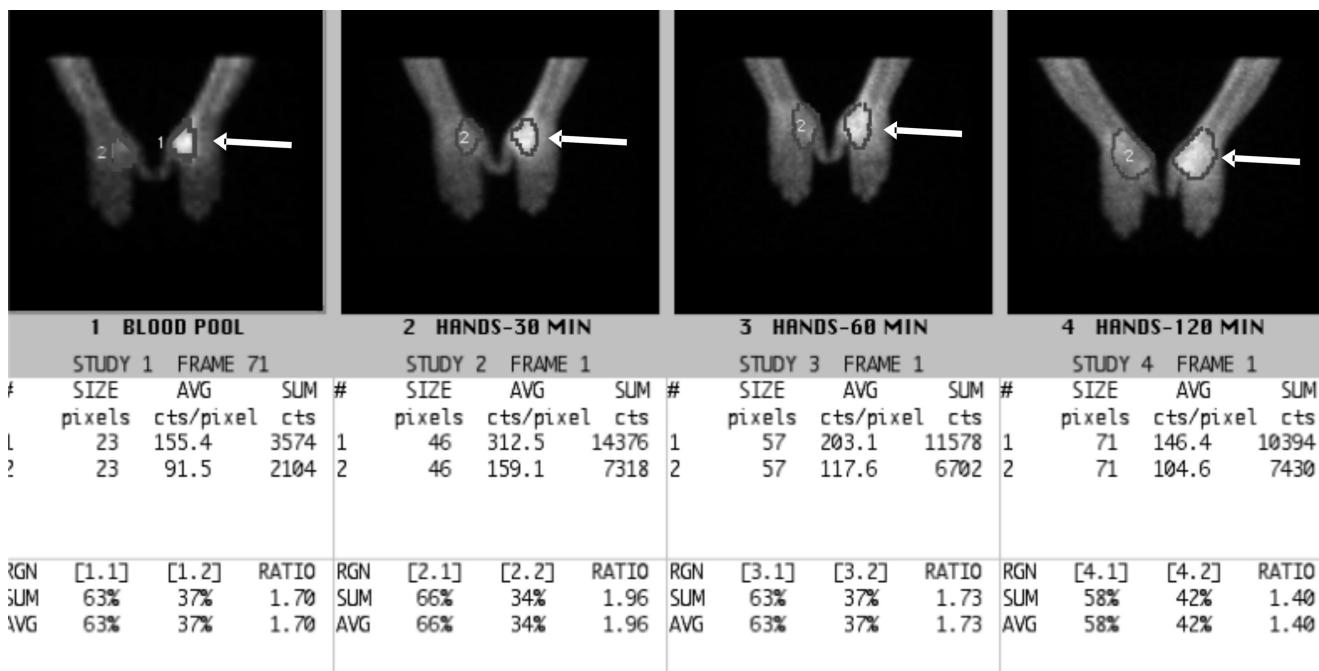 2 1
2
2
2
1 BLOOD POOL 2 HANDS-30 MIN 3 HANDS-60 MIN 4 HANDS-120 MIN
STUDY 1 FRAME 71 STUDY 2 FRAME 1 STUDY 3 FRAME 1 STUDY 4 FRAME 1
# SIZE AVG SUM # SIZE AVG SUM # SIZE AVG SUM # SIZE AVG SUM
pixels cts/pixel cts pixels cts/pixel cts pixels cts/pixel cts pixels cts/pixel cts
1 23 155.4 3574 1 46 312.5 14376 1 57 203.1 11578 1 71 146.4 10394
2 23 91.5 2104 2 46 159.1 7318 2 57 117.6 6702 2 71 104.6 7430
RGN [1.1] [1.2] RATIO RGN [2.1] [2.2] RATIO RGN [3.1] [3.2] RATIO RGN [4.1] [4.2] RATIO
SUM 63% 37% 1.70 SUM 66% 34% 1.96 SUM 63% 37% 1.73 SUM 58% 42% 1.40
AVG 63% 37% 1.70 AVG 66% 34% 1.96 AVG 63% 37% 1.73 AVG 58% 42% 1.40